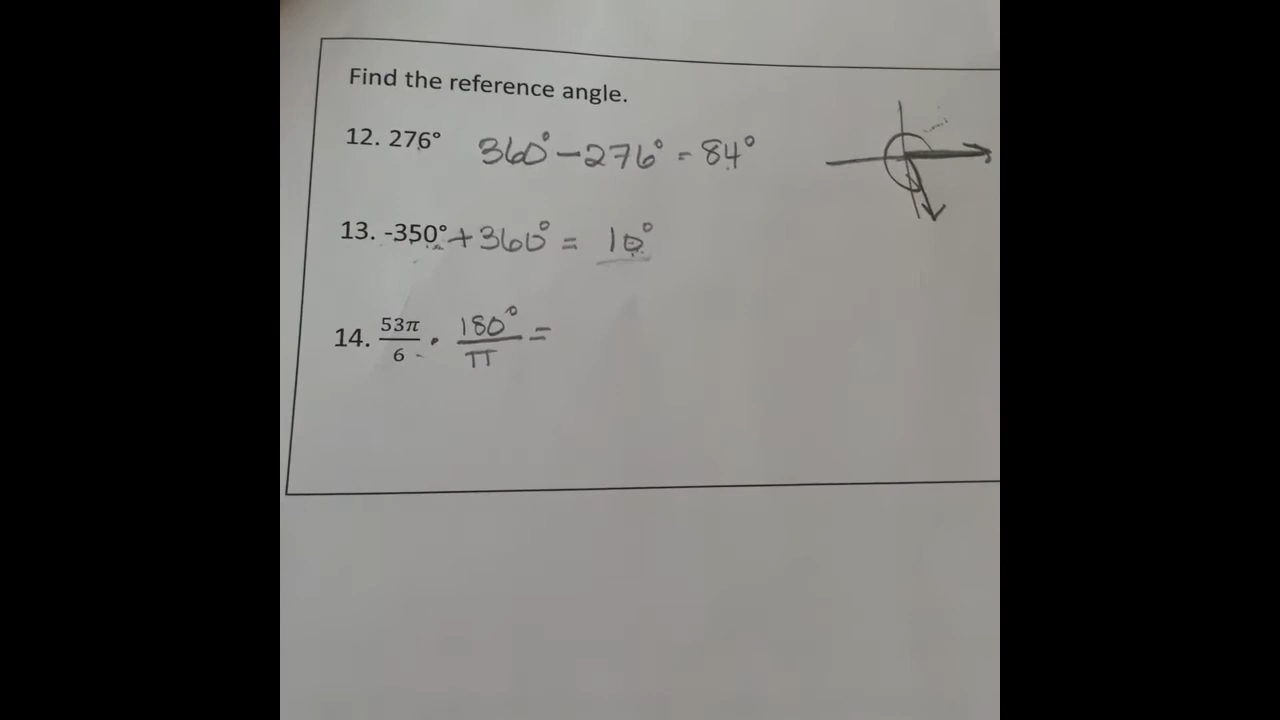 Find the reference angle.
12. 276° 360° - 276° = 84°
13. -350° + 360° = 10°
14. 53π/6 · 180°/π =